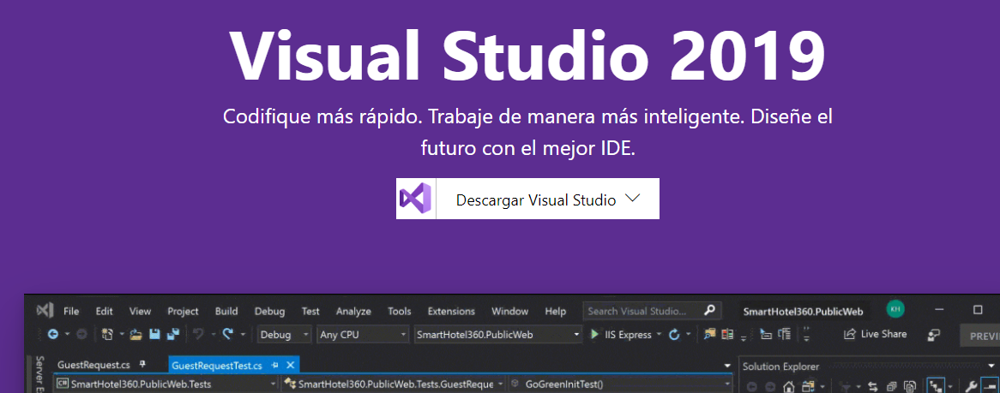 Visual Studio 2019
Codifique más rápido. Trabaje de manera más inteligente. Diseñe el
futuro con el mejor IDE.
Descargar Visual Studio
File Edit View Project Build Debug Test Analyze Tools Extensions Window Help Search Visual Studio... SmartHotel360.PublicWeb KH
Debug Any CPU SmartHotel360.PublicWeb IIS Express Live Share
Server
GuestRequest.cs GuestRequestTest.cs Solution Explorer
C# SmartHotel360.PublicWeb.Tests SmartHotel360.PublicWeb.Tests.GuestReque GoGreenInitTest()